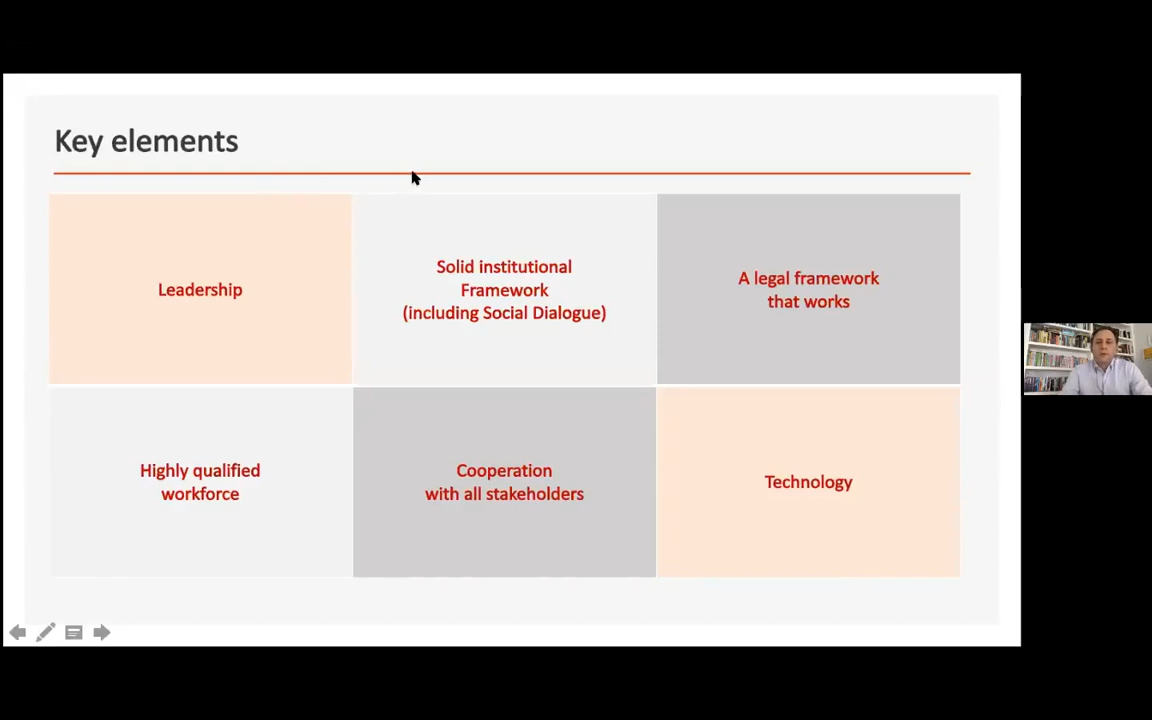 Key elements
Leadership
Solid institutional
Framework
(including Social Dialogue)
A legal framework
that works
Highly qualified
workforce
Cooperation
with all stakeholders
Technology